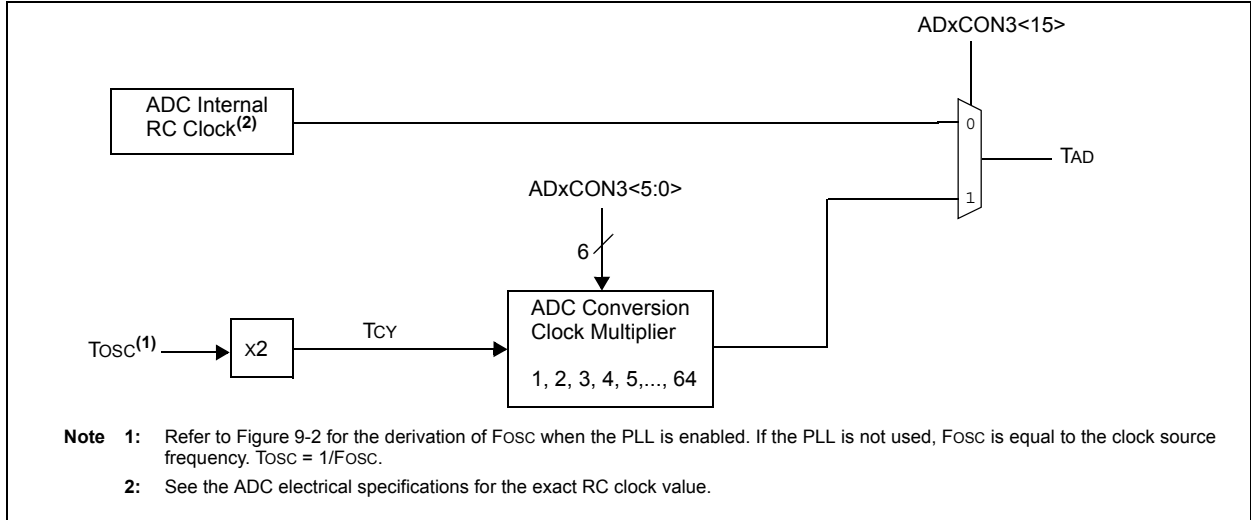 ADxCON3<15>
ADC Internal
RC Clock(2)
0
TAD
ADxCON3<5:0>
1
6
ADC Conversion
Clock Multiplier
TOSC(1)
X2
TCY
1, 2, 3, 4, 5,..., 64
Note 1: Refer to Figure 9-2 for the derivation of FOSC when the PLL is enabled. If the PLL is not used, FOSC is equal to the clock source
frequency. TOSC = 1/FOSC.
2: See the ADC electrical specifications for the exact RC clock value.